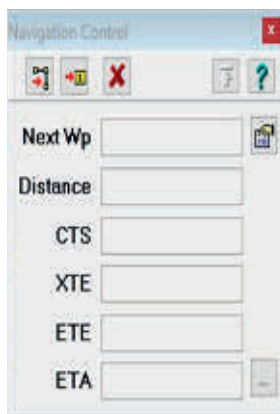 Navigation Control
Next Wp
Distance
CTS
XTE
ETE
ETA